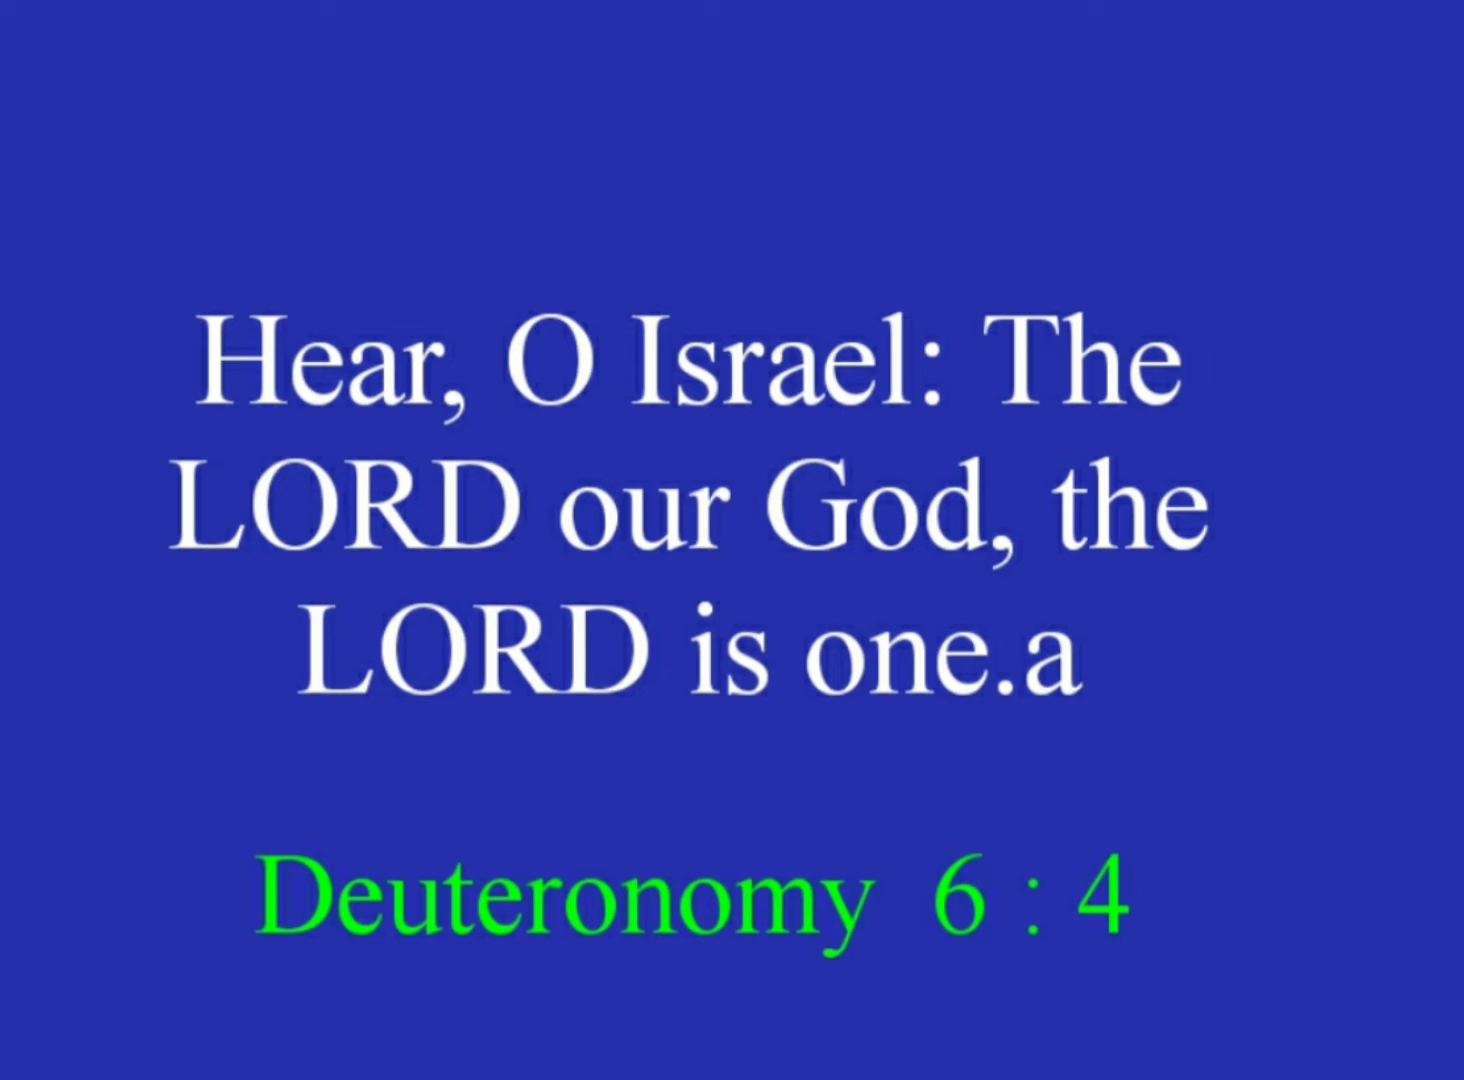 Hear, O Israel: The
LORD our God, the
LORD is one.a
Deuteronomy 6 : 4